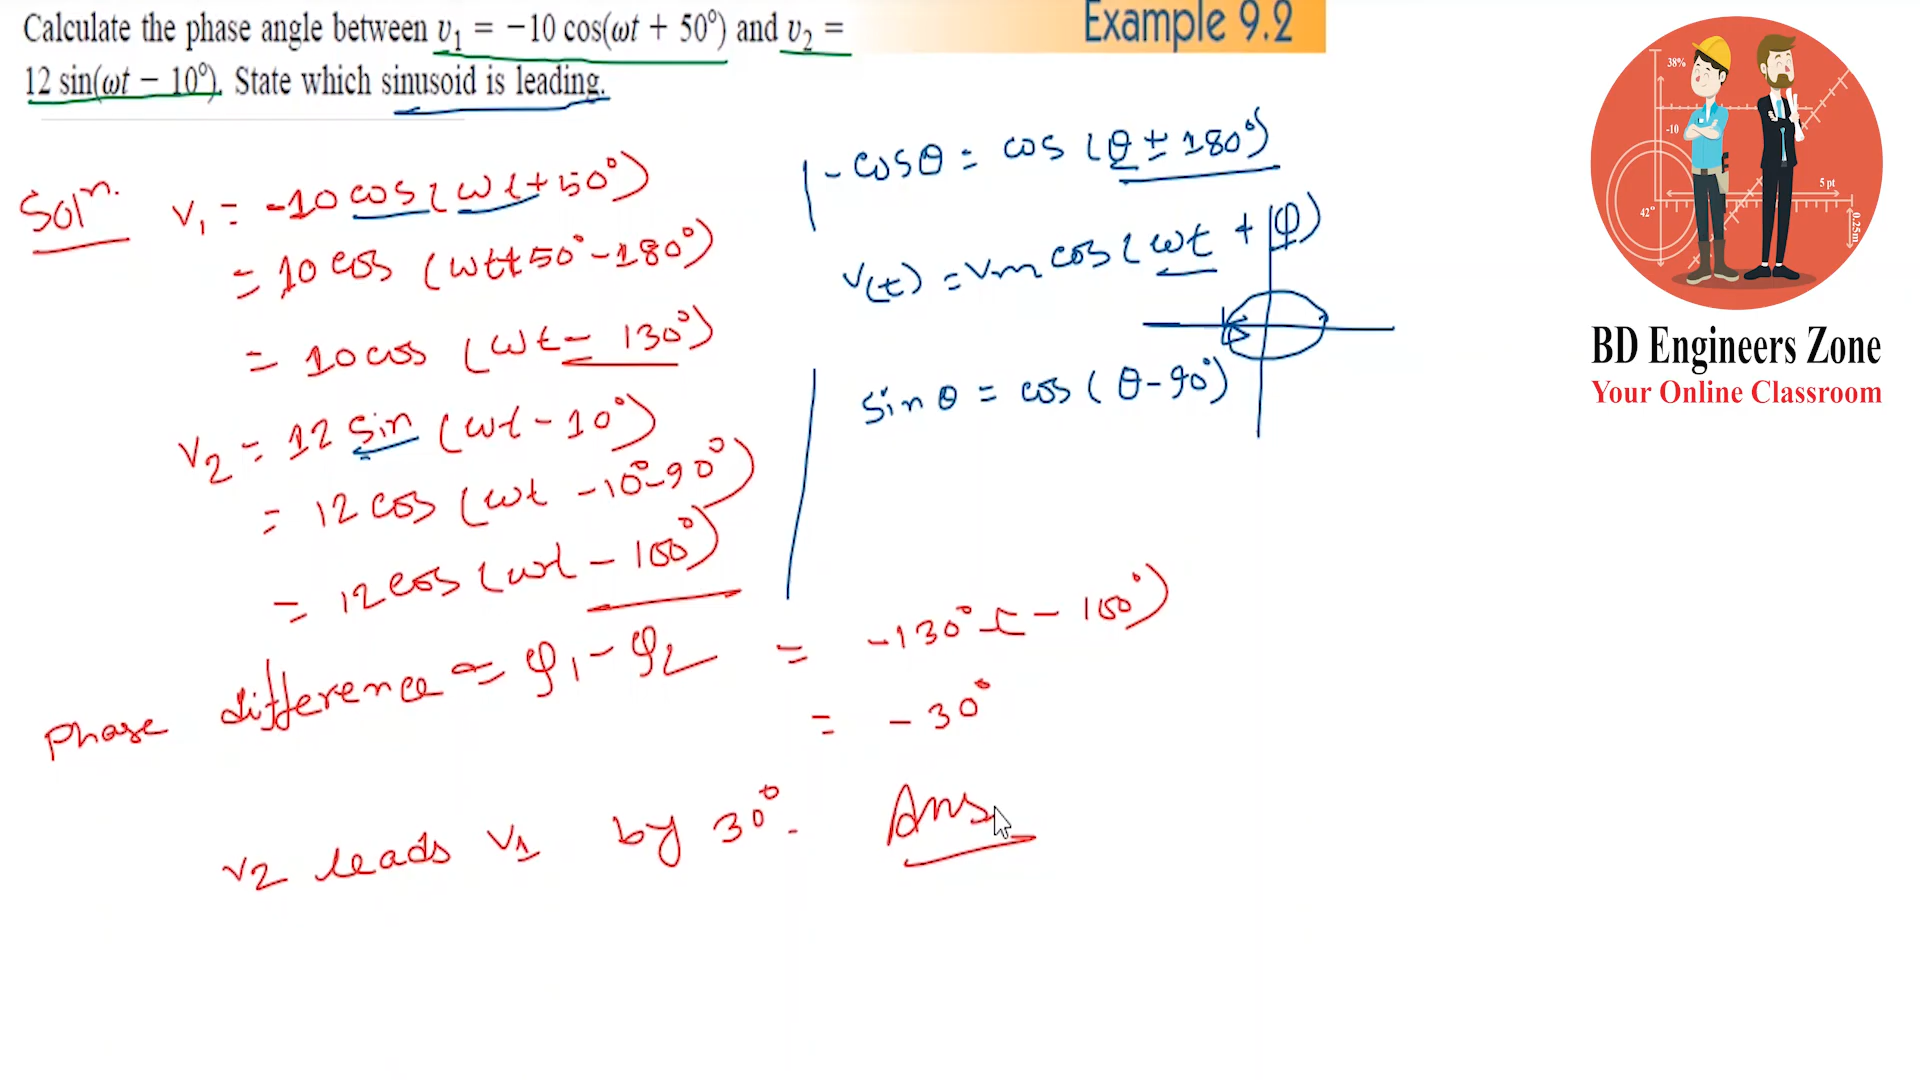 Calculate the phase angle between v₁ = −10 cos(ωt + 50°) and v₂ =
12 sin(ωt − 10°). State which sinusoid is leading.
Example 9.2
Solⁿ.
v₁ = -10 cos(ωt+50°)
= 10 cos (ωt+50°-180°)
= 10 cos (ωt - 130°)
v₂ = 12 sin (ωt - 10°)
= 12 cos (ωt -10°-90°)
= 12 cos (ωt - 100°)
-cosθ = cos (θ ± 180°)
v(t) = vm cos (ωt + φ)
sin θ = cos (θ - 90°)
Phase difference = φ₁ - φ₂ = -130° (- 100°)
= - 30°
v2 leads v1 by 30°. Ans
38%
-10
5 pt
42°
0.25m
BD Engineers Zone
Your Online Classroom